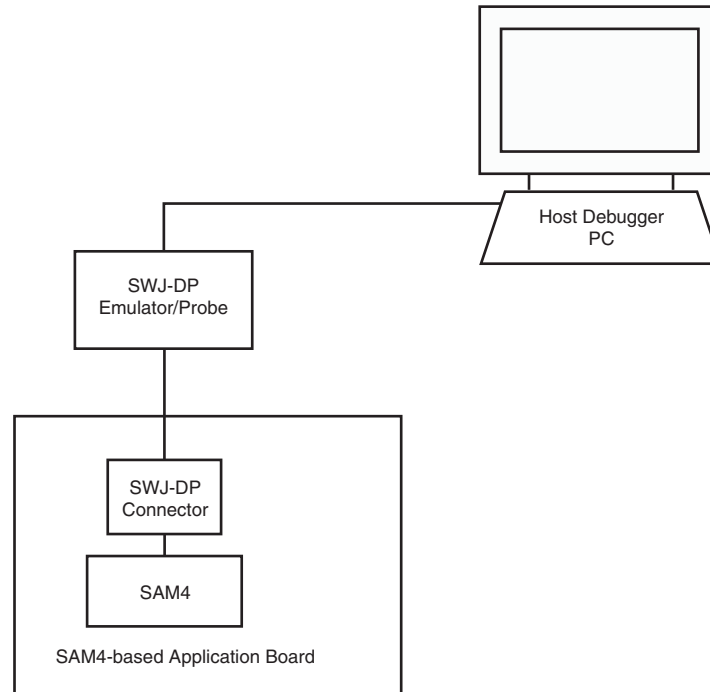 Host Debugger
PC
SWJ-DP
Emulator/Probe
SWJ-DP
Connector
SAM4
SAM4-based Application Board